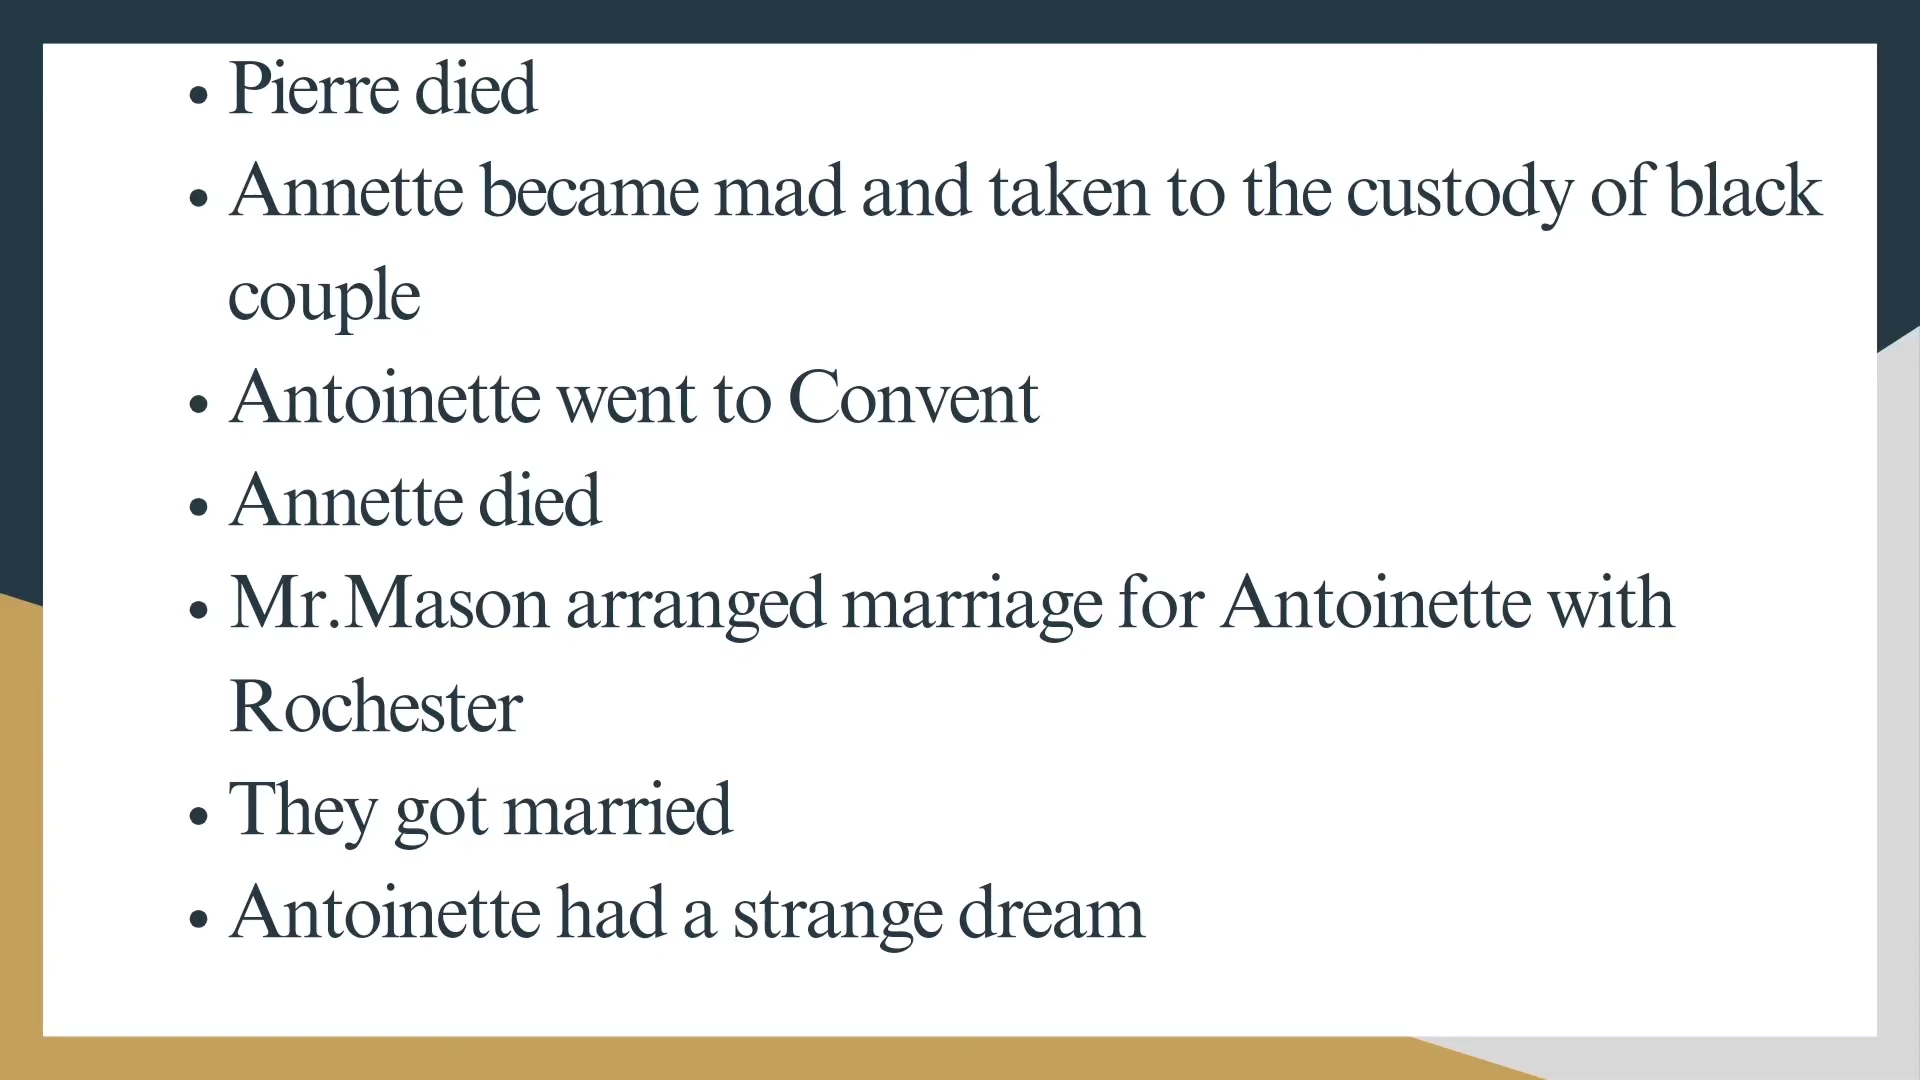 • Pierre died
• Annette became mad and taken to the custody of black
couple
• Antoinette went to Convent
• Annette died
• Mr.Mason arranged marriage for Antoinette with
Rochester
• They got married
• Antoinette had a strange dream